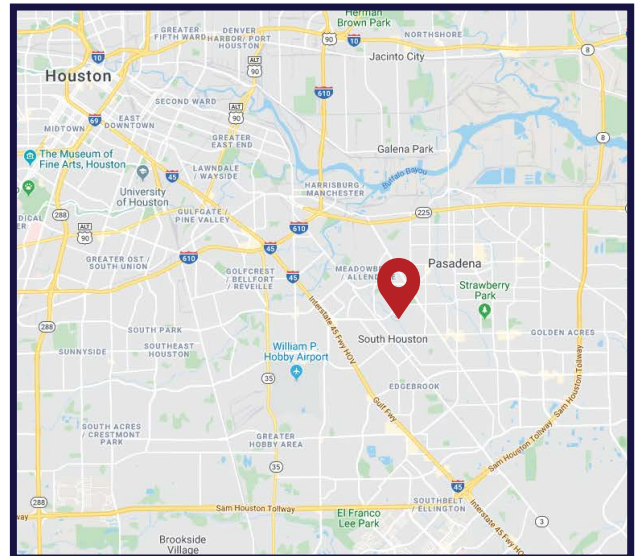 Herman
Brown Park
GREATER
FIFTH WARD
DENVER
HARBOR/ PORT
HOUSTON
90
10
NORTHSHORE
8
Jacinto City
10
Houston
ALT
90
610
SECOND WARD
ALT
90
69
EAST
DOWNTOWN
MIDTOWN
GREATER
EAST END
8
Galena Park
The Museum of
Fine Arts, Houston
LAWNDALE
/ WAYSIDE
Buffalo Bayou
45
University
of Houston
HARRISBURG /
MANCHESTER
DICAL
ER
288
ALT
90
GULFGATE /
PINE VALLEY
225
610
45
GREATER OST /
SOUTH UNION
610
GOLFCREST
/ BELLFORT
/ REVEILLE
45
MEADOWB
/ ALLEN
Pasadena
Strawberry
Park
Interstate 45 Fwy HOV
288
SOUTH PARK
GOLDEN ACRES
SUNNYSIDE
SOUTHEAST
HOUSTON
William P.
Hobby Airport
South Houston
35
EDGEBROOK
Gulf Fwy
Sam Houston Tollway
SOUTH ACRES
/ CRESTMONT
PARK
GREATER
HOBBY AREA
Sam Houston Tollway
35
45
288
Sam Houston Tollway
SOUTHBELT
/ ELLINGTON
way
El Franco
Lee Park
Interstate 45 Fwy HO
3
Brookside
Village